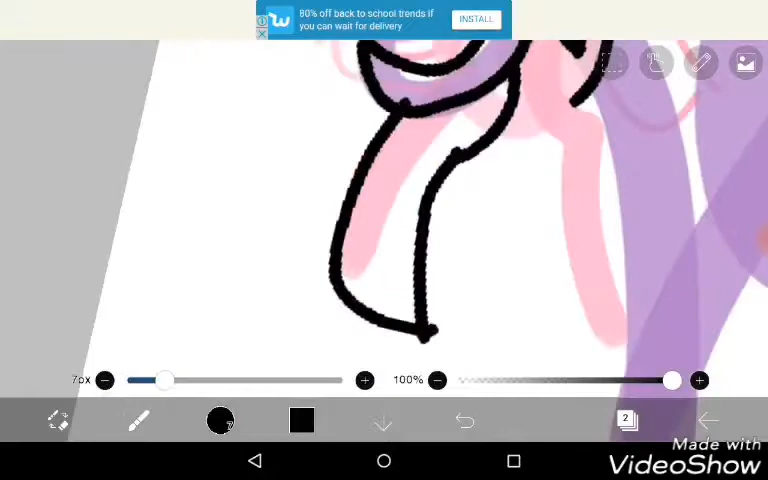 80% off back to school trends if
you can wait for delivery
INSTALL
7px
100%
7
2
Made with
VideoShow